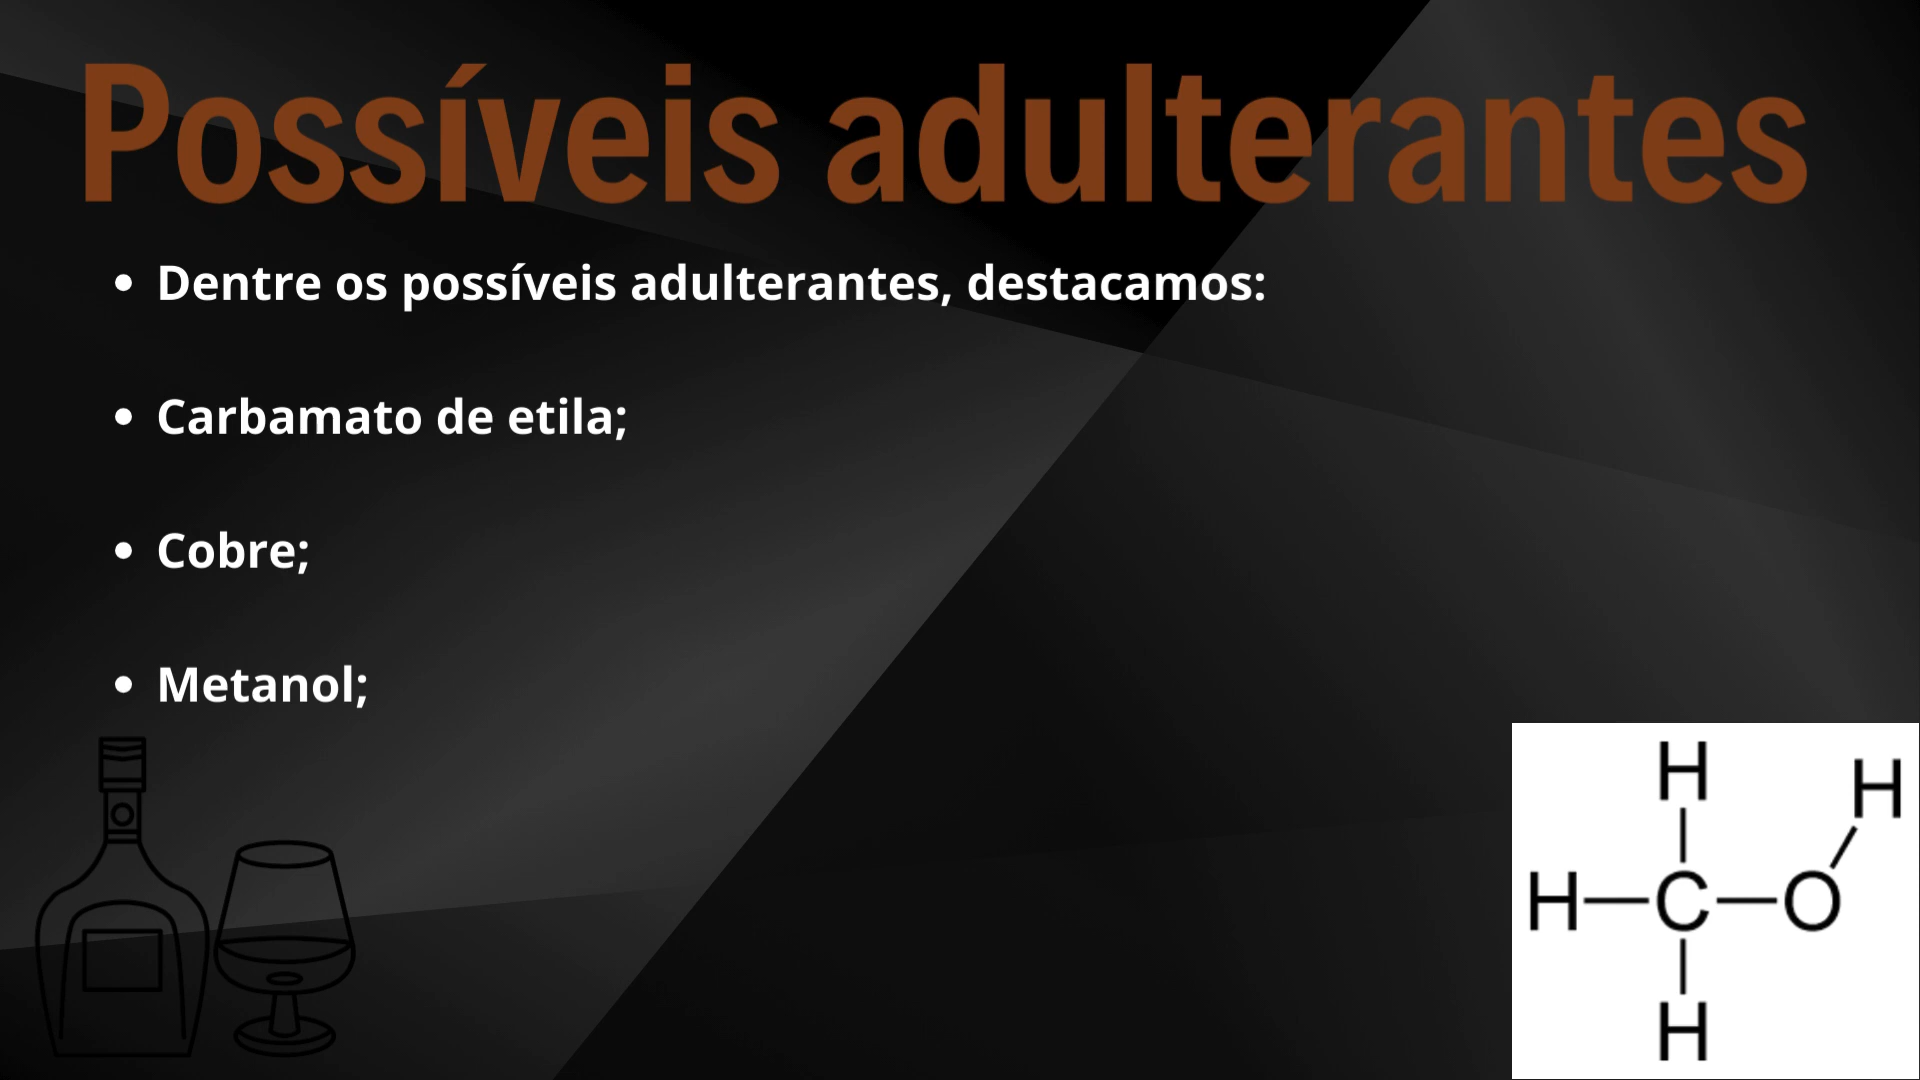 Possíveis adulterantes
• Dentre os possíveis adulterantes, destacamos:
• Carbamato de etila;
• Cobre;
• Metanol;
H
H
H—C—O
H